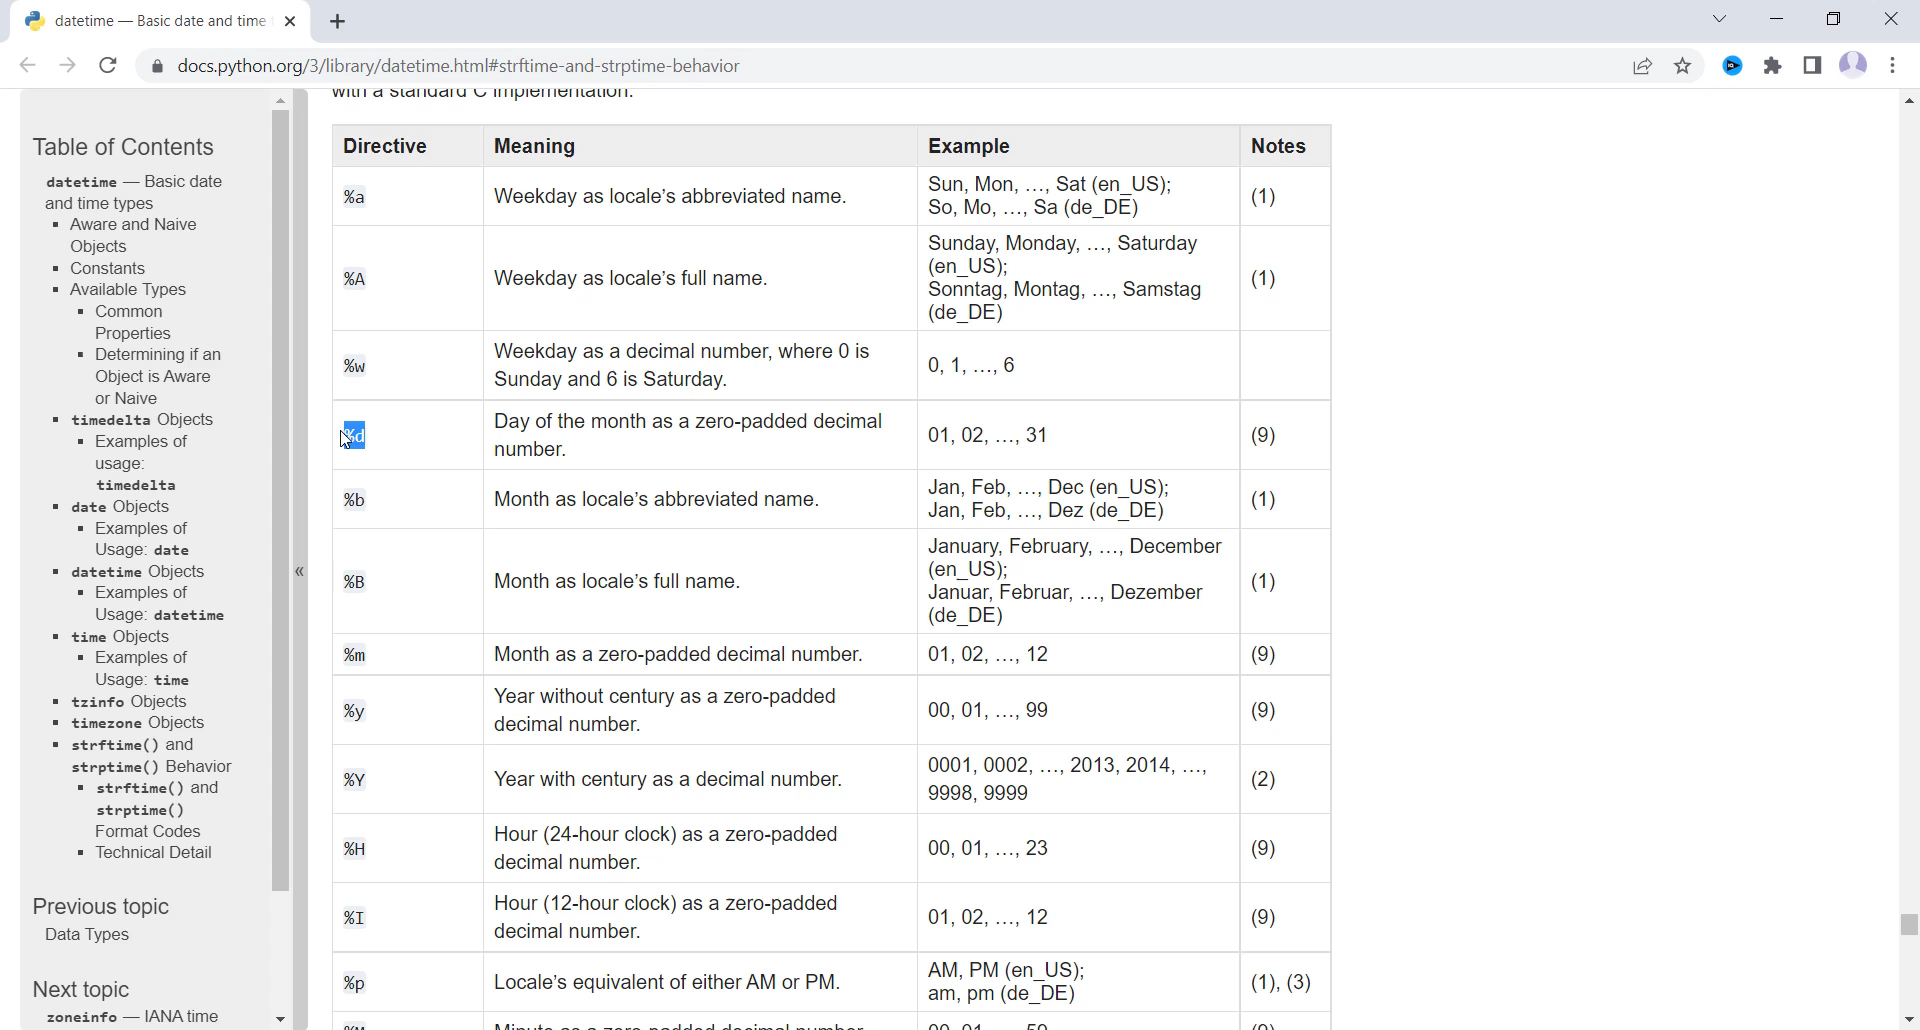 datetime — Basic date and time
docs.python.org/3/library/datetime.html#strftime-and-strptime-behavior
Table of Contents
datetime — Basic date
and time types
Aware and Naive
Objects
Constants
Available Types
Common
Properties
Determining if an
Object is Aware
or Naive
timedelta Objects
Examples of
usage:
timedelta
date Objects
Examples of
Usage: date
datetime Objects
Examples of
Usage: datetime
time Objects
Examples of
Usage: time
tzinfo Objects
timezone Objects
strftime() and
strptime() Behavior
strftime() and
strptime()
Format Codes
Technical Detail
Previous topic
Data Types
Next topic
zoneinfo — IANA time
«
with a standard C implementation.
Directive Meaning Example Notes
%a Weekday as locale’s abbreviated name. Sun, Mon, …, Sat (en_US);
So, Mo, …, Sa (de_DE) (1)
%A Weekday as locale’s full name. Sunday, Monday, …, Saturday
(en_US);
Sonntag, Montag, …, Samstag
(de_DE) (1)
%w Weekday as a decimal number, where 0 is
Sunday and 6 is Saturday. 0, 1, …, 6
%d Day of the month as a zero-padded decimal
number. 01, 02, …, 31 (9)
%b Month as locale’s abbreviated name. Jan, Feb, …, Dec (en_US);
Jan, Feb, …, Dez (de_DE) (1)
%B Month as locale’s full name. January, February, …, December
(en_US);
Januar, Februar, …, Dezember
(de_DE) (1)
%m Month as a zero-padded decimal number. 01, 02, …, 12 (9)
%y Year without century as a zero-padded
decimal number. 00, 01, …, 99 (9)
%Y Year with century as a decimal number. 0001, 0002, …, 2013, 2014, …,
9998, 9999 (2)
%H Hour (24-hour clock) as a zero-padded
decimal number. 00, 01, …, 23 (9)
%I Hour (12-hour clock) as a zero-padded
decimal number. 01, 02, …, 12 (9)
%p Locale’s equivalent of either AM or PM. AM, PM (en_US);
am, pm (de_DE) (1), (3)
%M Minute as a zero-padded decimal number 00, 01, …, 59 (9)